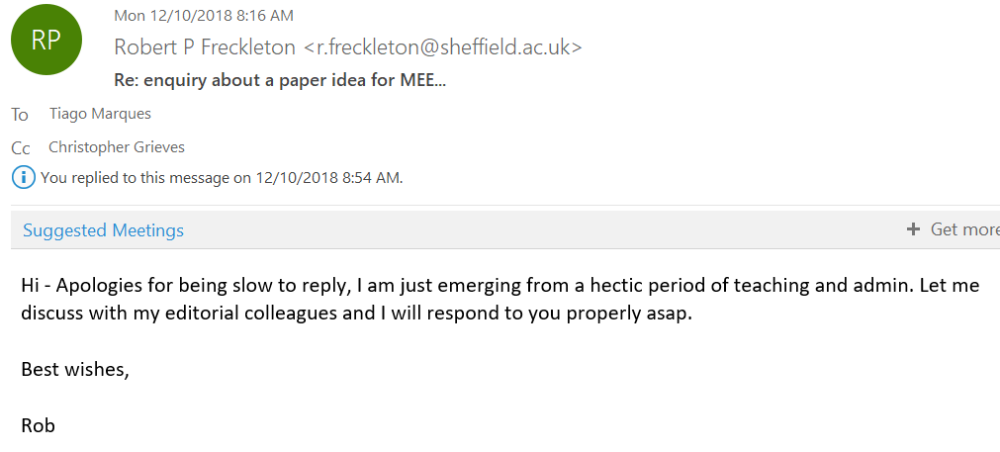 RP
Mon 12/10/2018 8:16 AM
Robert P Freckleton <r.freckleton@sheffield.ac.uk>
Re: enquiry about a paper idea for MEE...
To Tiago Marques
Cc Christopher Grieves
You replied to this message on 12/10/2018 8:54 AM.
Suggested Meetings + Get more
Hi - Apologies for being slow to reply, I am just emerging from a hectic period of teaching and admin. Let me
discuss with my editorial colleagues and I will respond to you properly asap.
Best wishes,
Rob